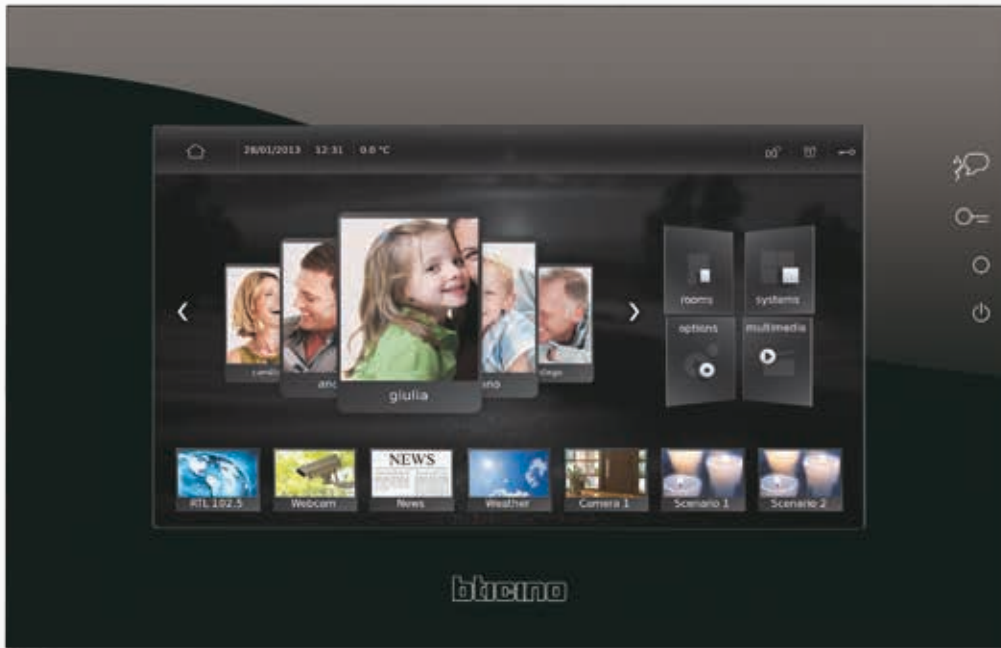 28/01/2013 12:31 0.0 °C
rooms systems
options multimedia
giulia
NEWS
RTL 102.5 Webcam News Weather Camera 1 Scenario 1 Scenario 2
bticino